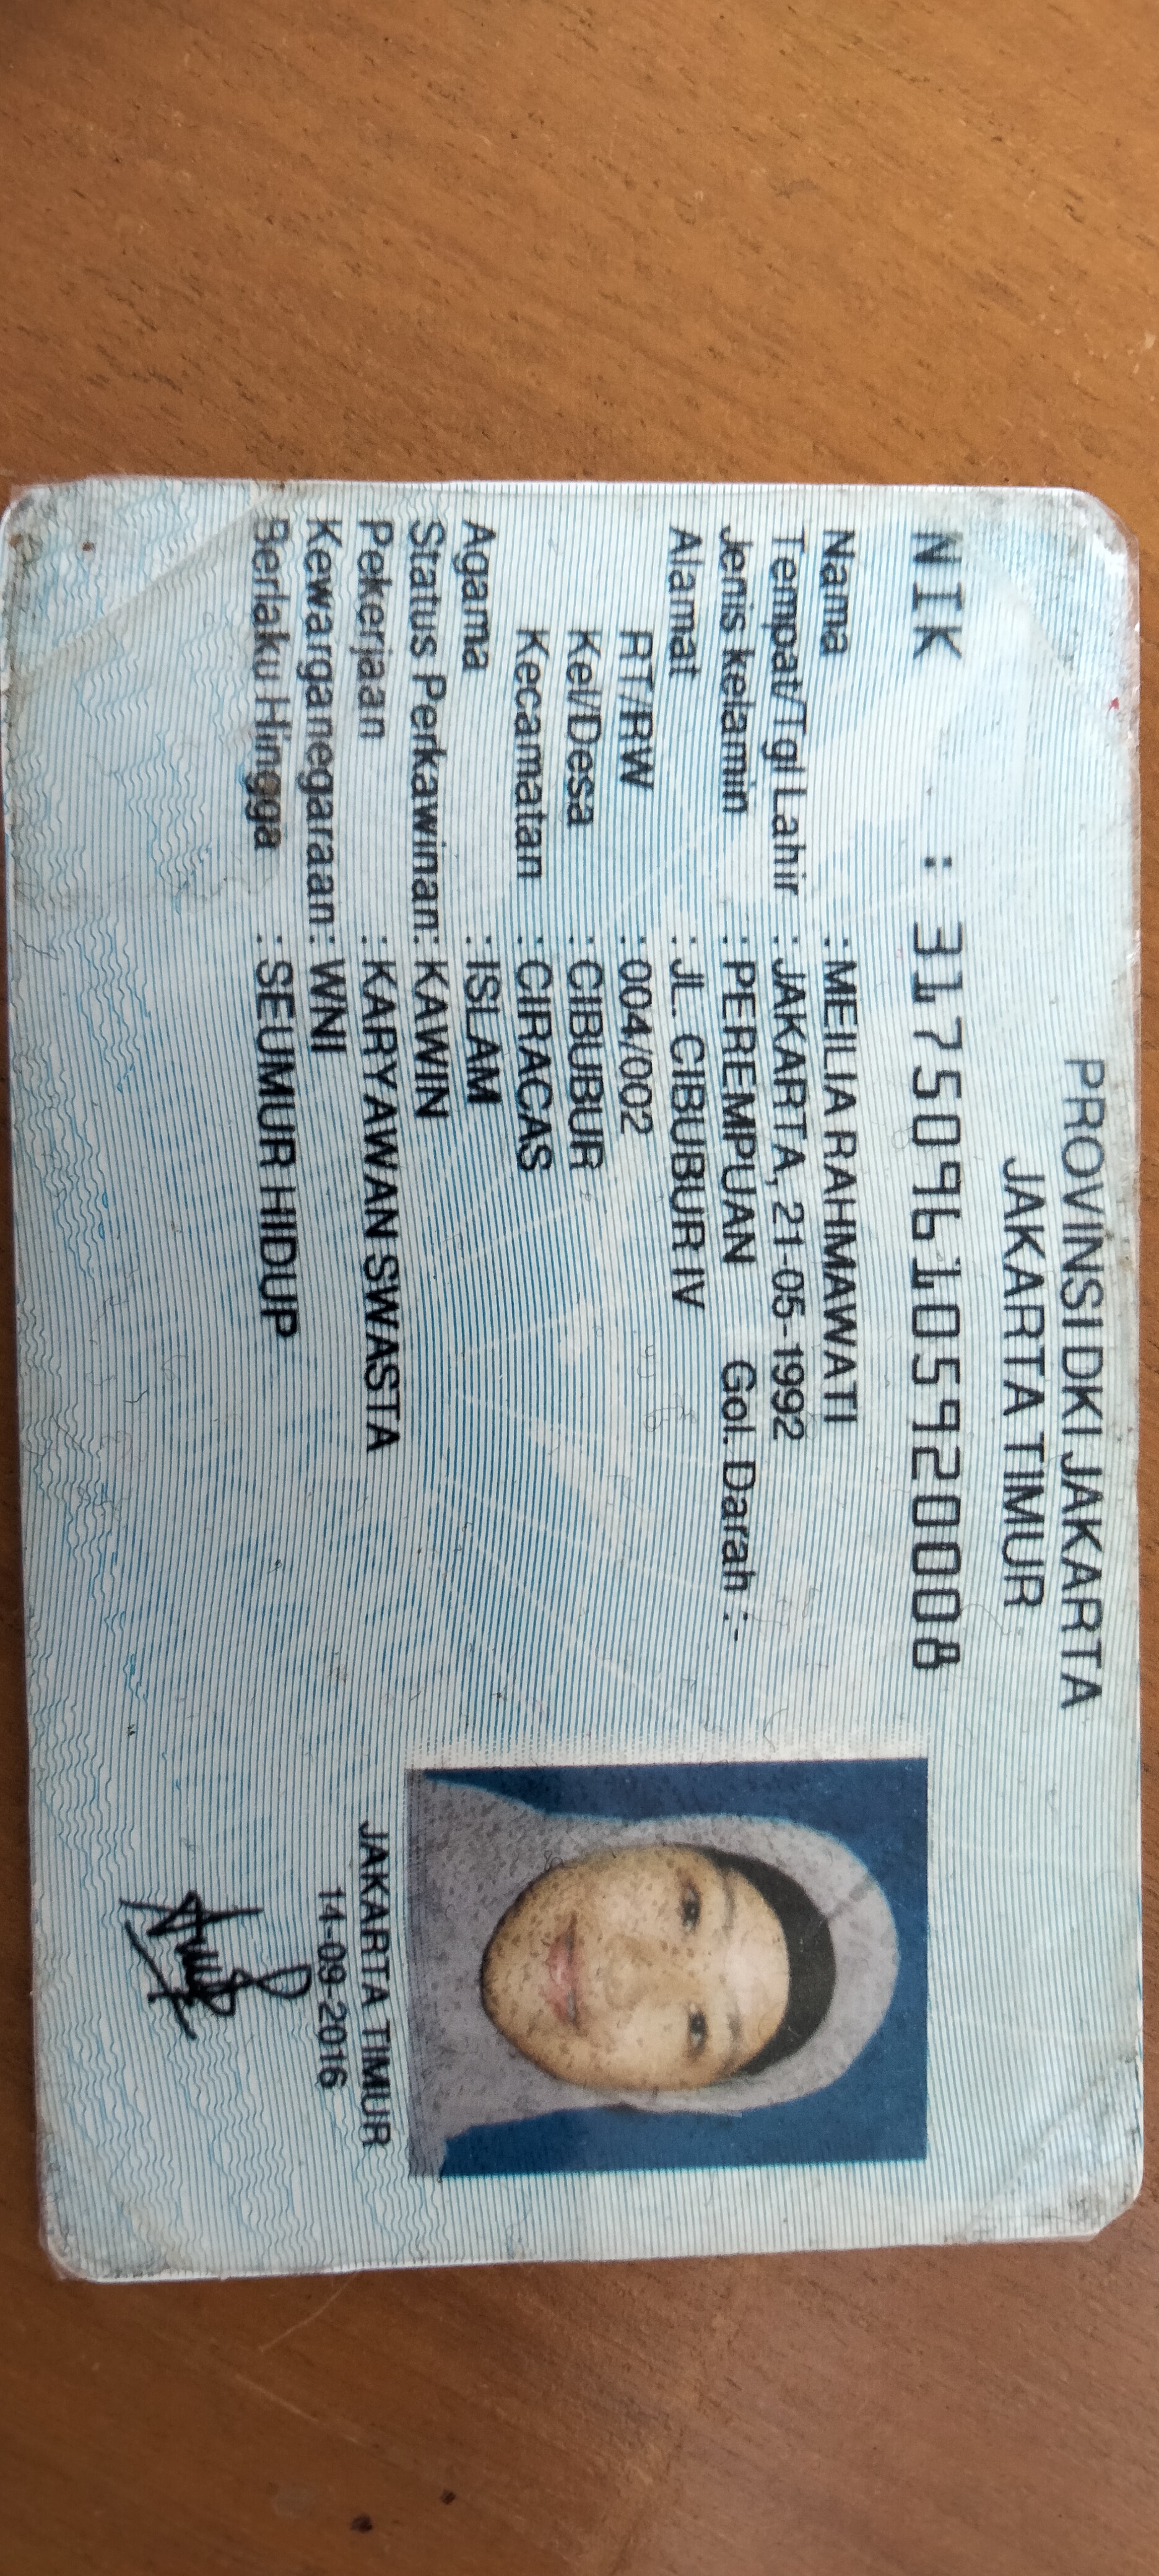 PROVINSI DKI JAKARTA
JAKARTA TIMUR
NIK : 3175096105920008
Nama : MEILIA RAHMAWATI
Tempat/Tgl Lahir : JAKARTA, 21-05-1992
Jenis kelamin : PEREMPUAN Gol. Darah : -
Alamat : JL. CIBUBUR IV
RT/RW : 004/002
Kel/Desa : CIBUBUR
Kecamatan : CIRACAS
Agama : ISLAM
Status Perkawinan: KAWIN
Pekerjaan : KARYAWAN SWASTA
Kewarganegaraan: WNI
Berlaku Hingga : SEUMUR HIDUP
JAKARTA TIMUR
14-09-2016